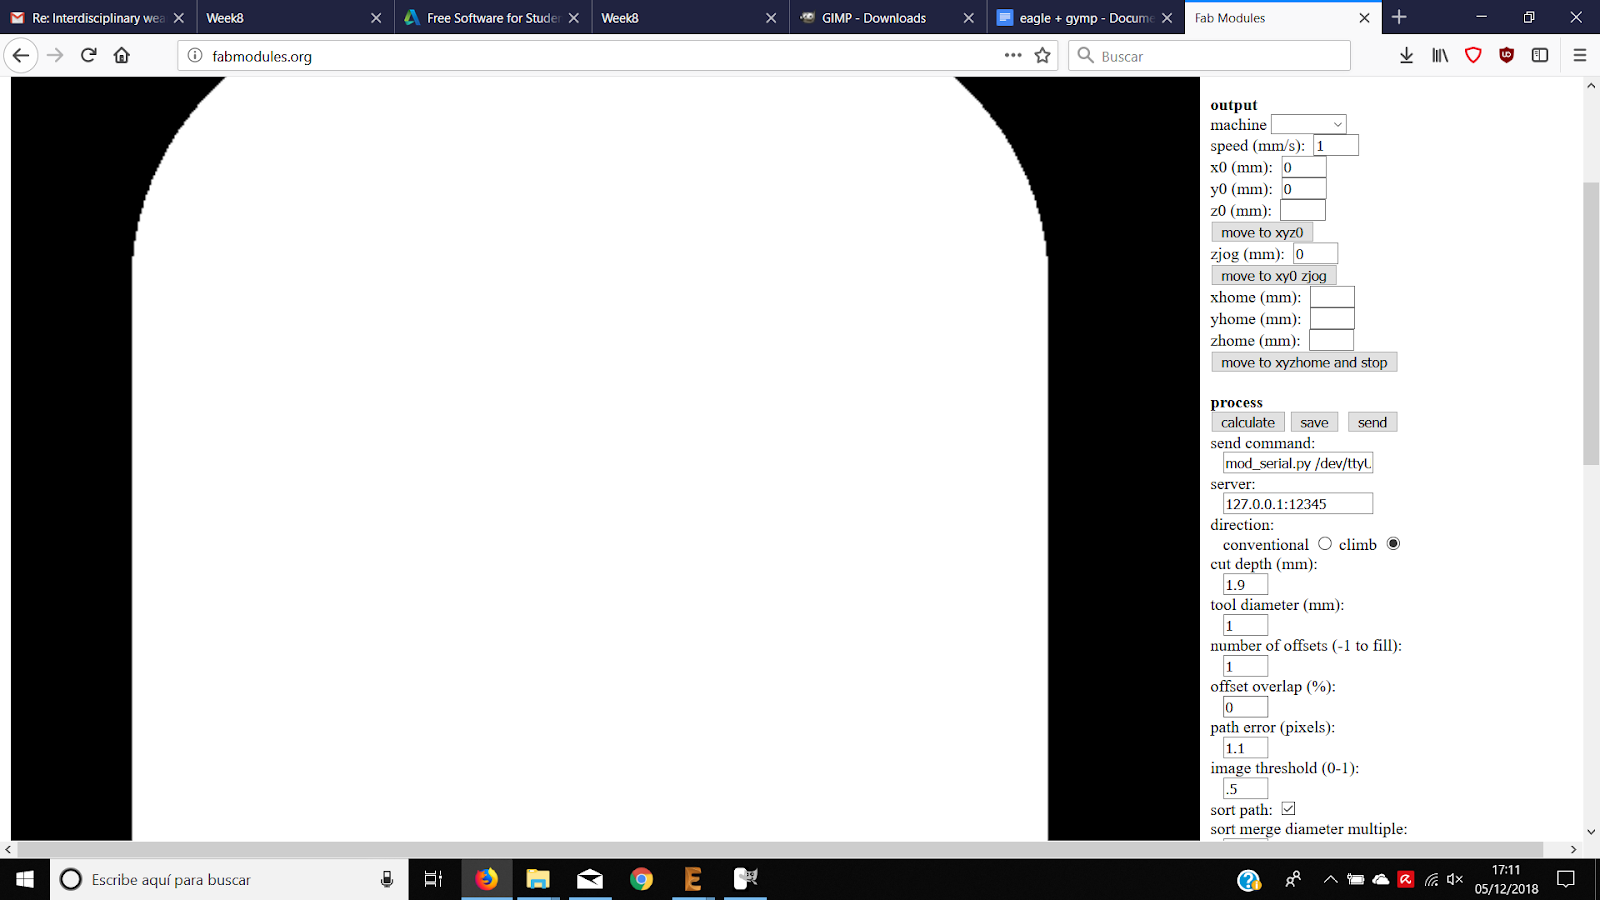 Re: Interdisciplinary wea
Week8
Free Software for Studen
Week8
GIMP - Downloads
eagle + gymp - Docume
Fab Modules
fabmodules.org
Buscar
output
machine
speed (mm/s): 1
x0 (mm): 0
y0 (mm): 0
z0 (mm):
move to xyz0
zjog (mm): 0
move to xy0 zjog
xhome (mm):
yhome (mm):
zhome (mm):
move to xyzhome and stop
process
calculate save send
send command:
mod_serial.py /dev/ttyU
server:
127.0.0.1:12345
direction:
conventional climb
cut depth (mm):
1.9
tool diameter (mm):
1
number of offsets (-1 to fill):
1
offset overlap (%):
0
path error (pixels):
1.1
image threshold (0-1):
.5
sort path:
sort merge diameter multiple:
Escribe aquí para buscar
17:11
05/12/2018